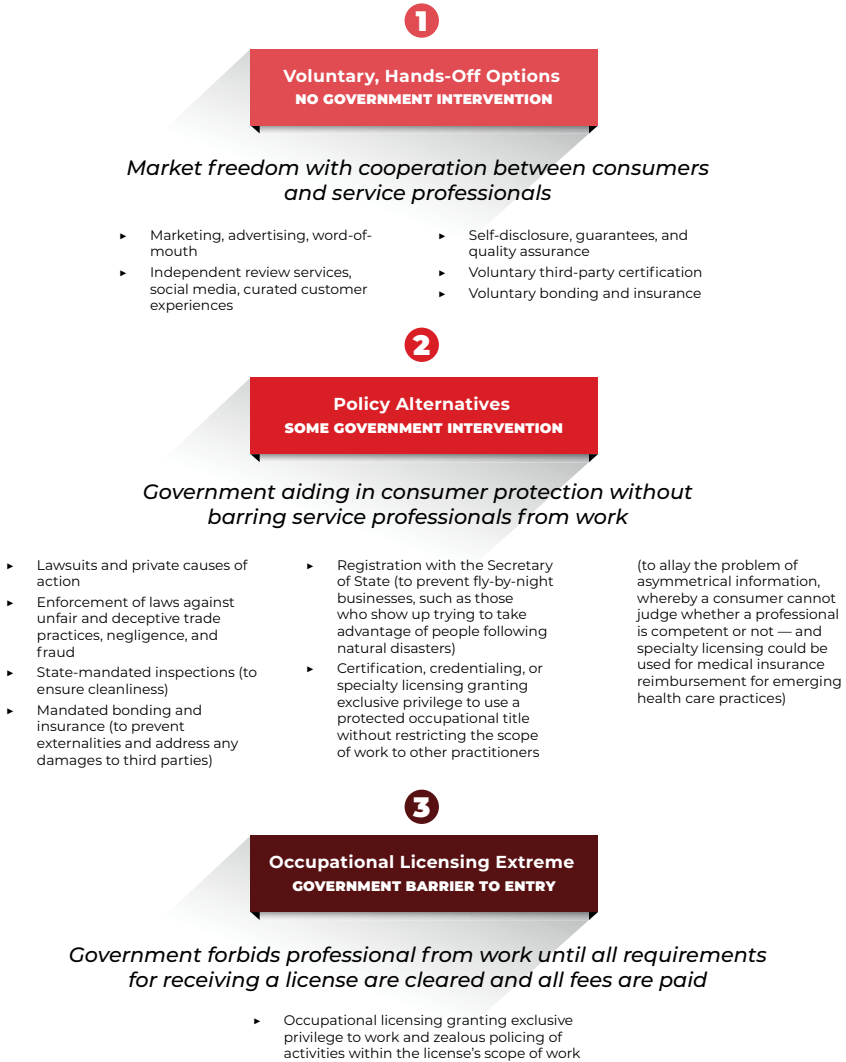 1
Voluntary, Hands-Off Options
NO GOVERNMENT INTERVENTION
Market freedom with cooperation between consumers
and service professionals
► Marketing, advertising, word-of-
mouth
► Independent review services,
social media, curated customer
experiences
► Self-disclosure, guarantees, and
quality assurance
► Voluntary third-party certification
► Voluntary bonding and insurance
2
Policy Alternatives
SOME GOVERNMENT INTERVENTION
Government aiding in consumer protection without
barring service professionals from work
► Lawsuits and private causes of
action
► Enforcement of laws against
unfair and deceptive trade
practices, negligence, and
fraud
► State-mandated inspections (to
ensure cleanliness)
► Mandated bonding and
insurance (to prevent
externalities and address any
damages to third parties)
► Registration with the Secretary
of State (to prevent fly-by-night
businesses, such as those
who show up trying to take
advantage of people following
natural disasters)
► Certification, credentialing, or
specialty licensing granting
exclusive privilege to use a
protected occupational title
without restricting the scope
of work to other practitioners
(to allay the problem of
asymmetrical information,
whereby a consumer cannot
judge whether a professional
is competent or not — and
specialty licensing could be
used for medical insurance
reimbursement for emerging
health care practices)
3
Occupational Licensing Extreme
GOVERNMENT BARRIER TO ENTRY
Government forbids professional from work until all requirements
for receiving a license are cleared and all fees are paid
► Occupational licensing granting exclusive
privilege to work and zealous policing of
activities within the license's scope of work